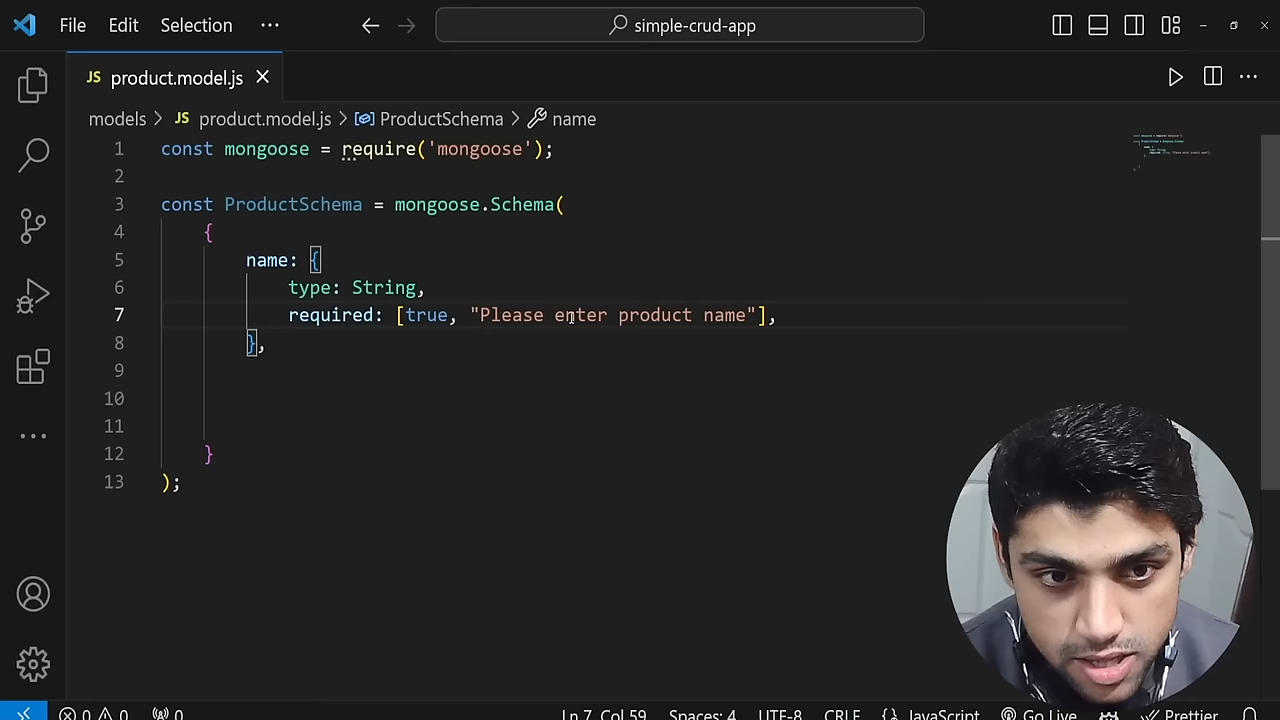 File Edit Selection ··· simple-crud-app
JS product.model.js
models > JS product.model.js > ProductSchema > name
1 const mongoose = require('mongoose');
2
3 const ProductSchema = mongoose.Schema(
4 {
5 name: {
6 type: String,
7 required: [true, "Please enter product name"],
8 },
9
10
11
12 }
13 );
0 0 0 Ln 7, Col 59 Spaces: 4 UTF-8 CRLF {} JavaScript Go Live Prettier